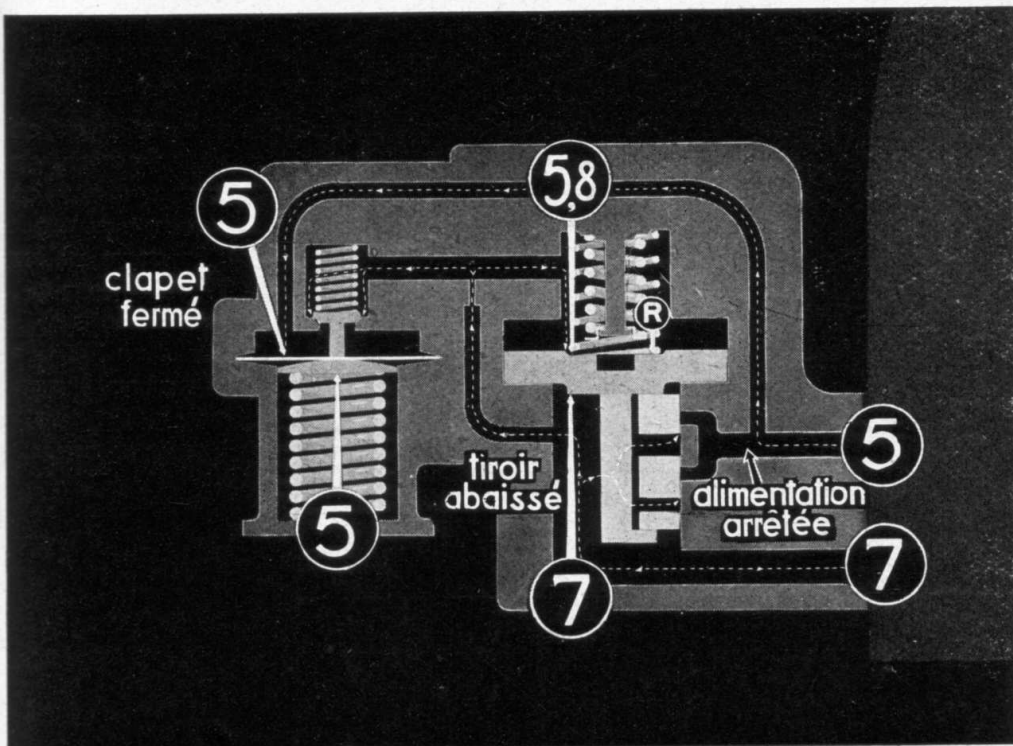 5
5,8
clapet
fermé
R
5
tiroir
abaissé
alimentation
arrêtée
5
7
7